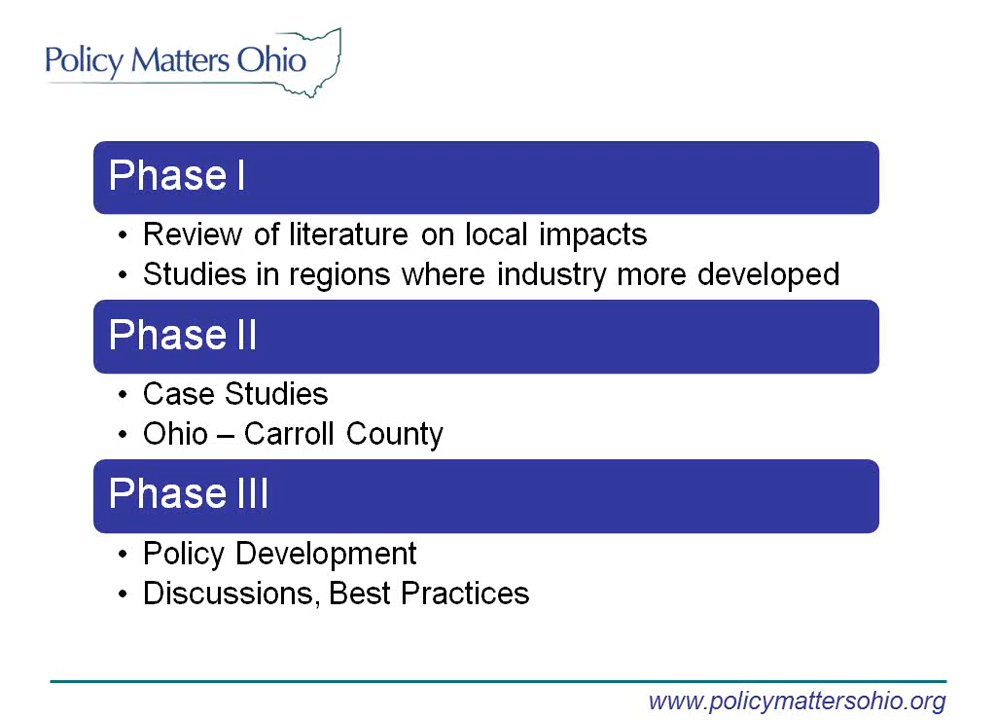 Policy Matters Ohio
Phase I
• Review of literature on local impacts
• Studies in regions where industry more developed
Phase II
• Case Studies
• Ohio – Carroll County
Phase III
• Policy Development
• Discussions, Best Practices
www.policymattersohio.org